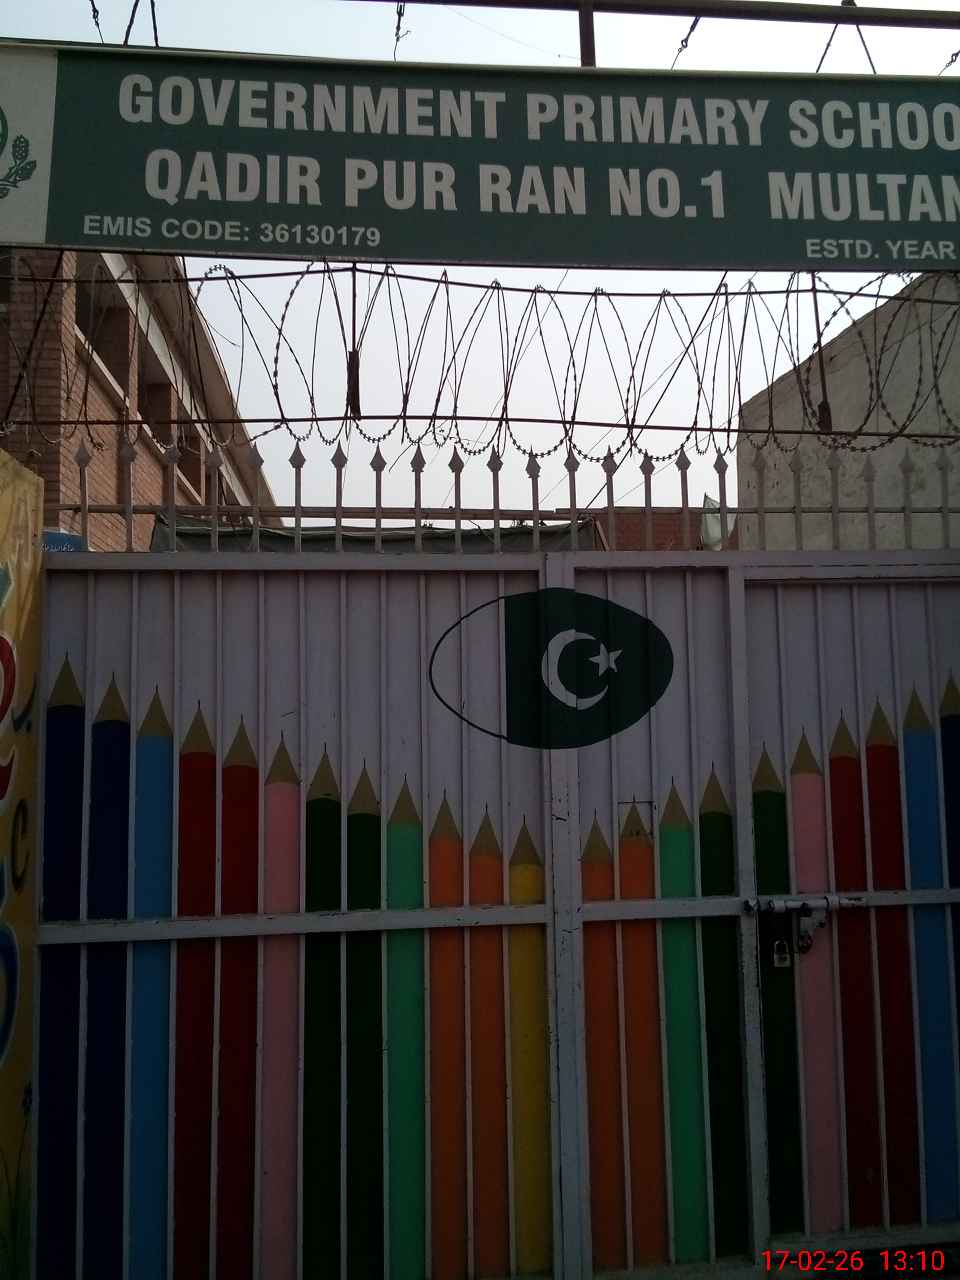 GOVERNMENT PRIMARY SCHOO
QADIR PUR RAN NO.1 MULTAN
EMIS CODE: 36130179
ESTD. YEAR
17-02-26 13:10